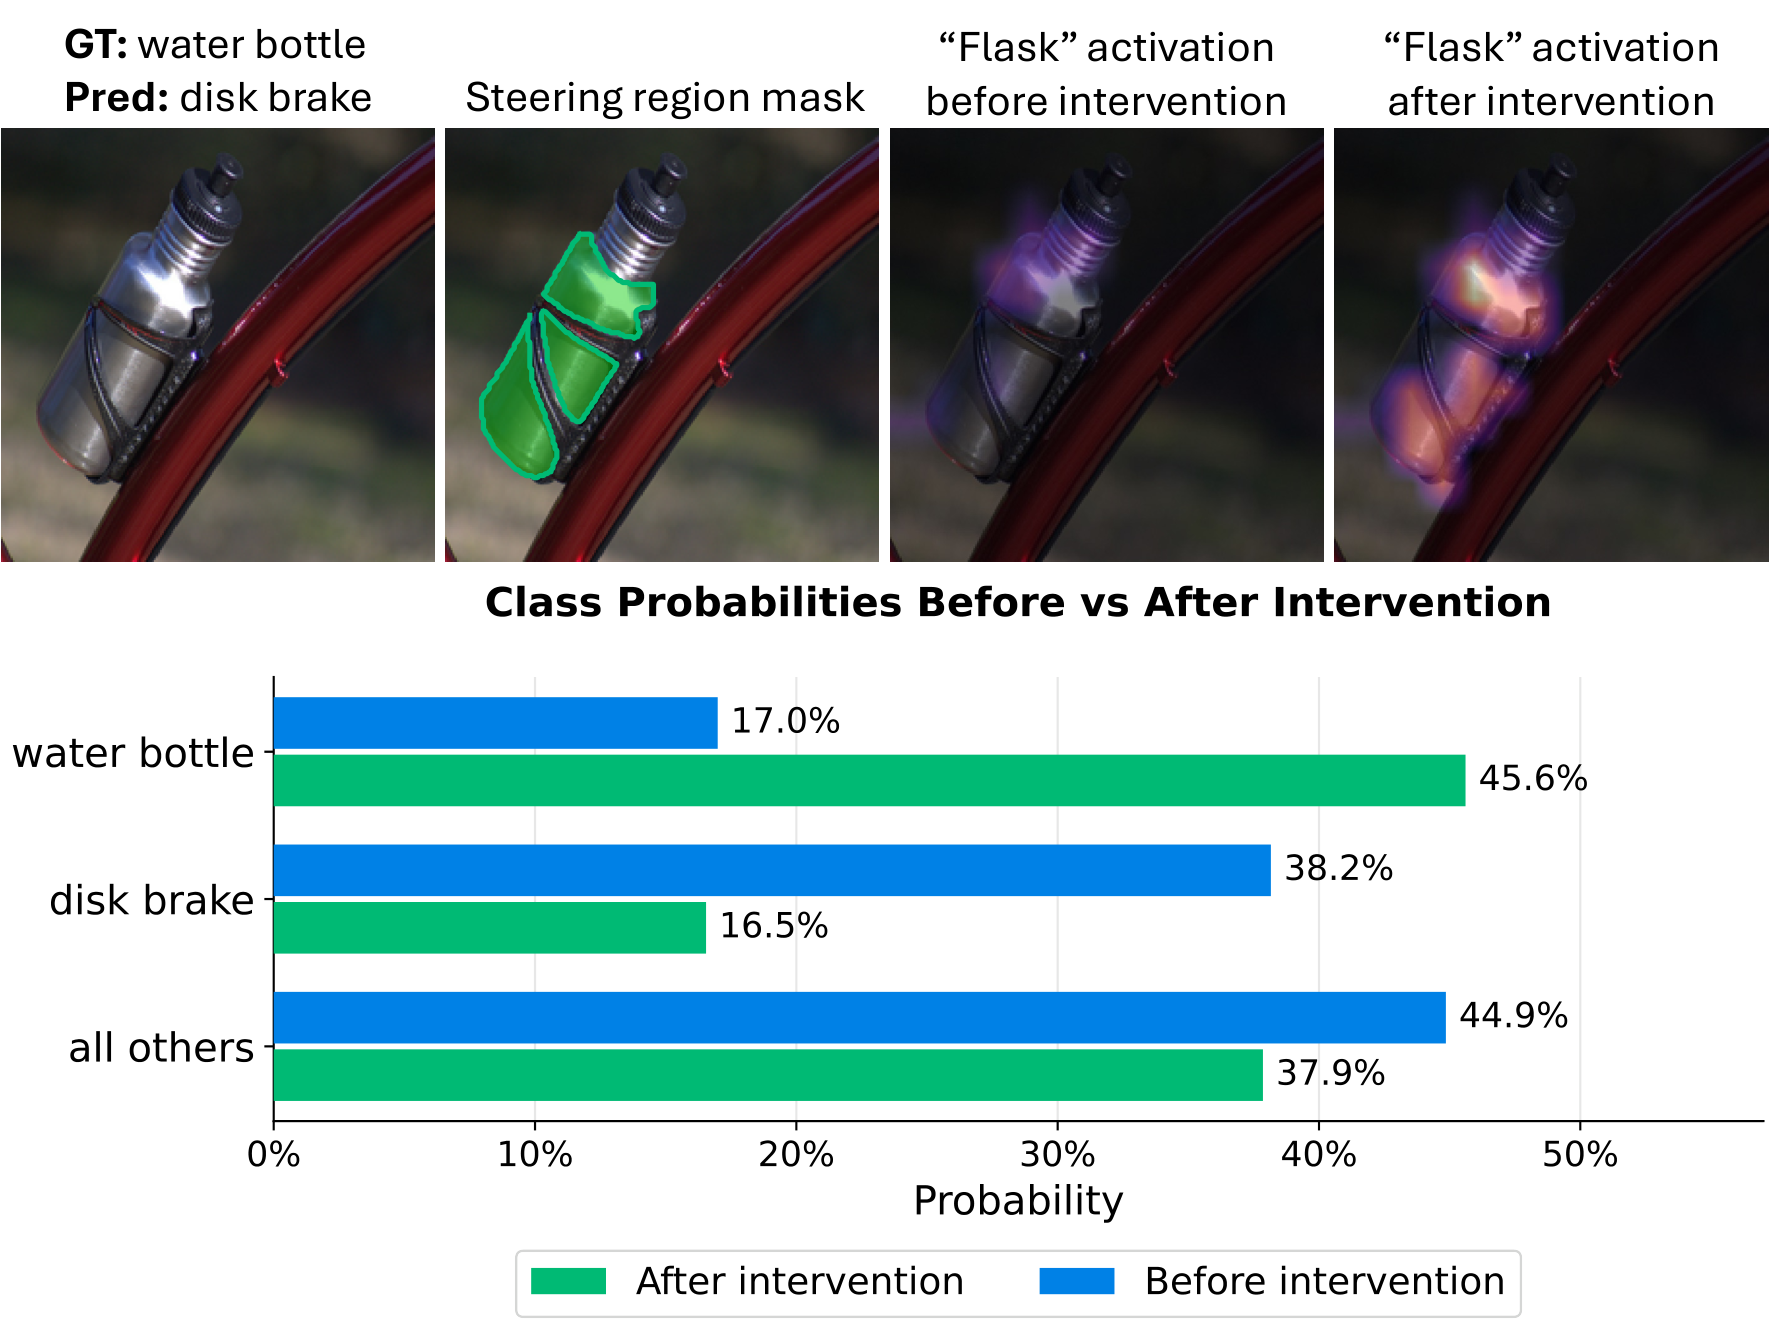 GT: water bottle
Pred: disk brake
Steering region mask
“Flask” activation
before intervention
“Flask” activation
after intervention
Class Probabilities Before vs After Intervention
water bottle
17.0%
45.6%
disk brake
38.2%
16.5%
all others
44.9%
37.9%
0% 10% 20% 30% 40% 50%
Probability
After intervention
Before intervention